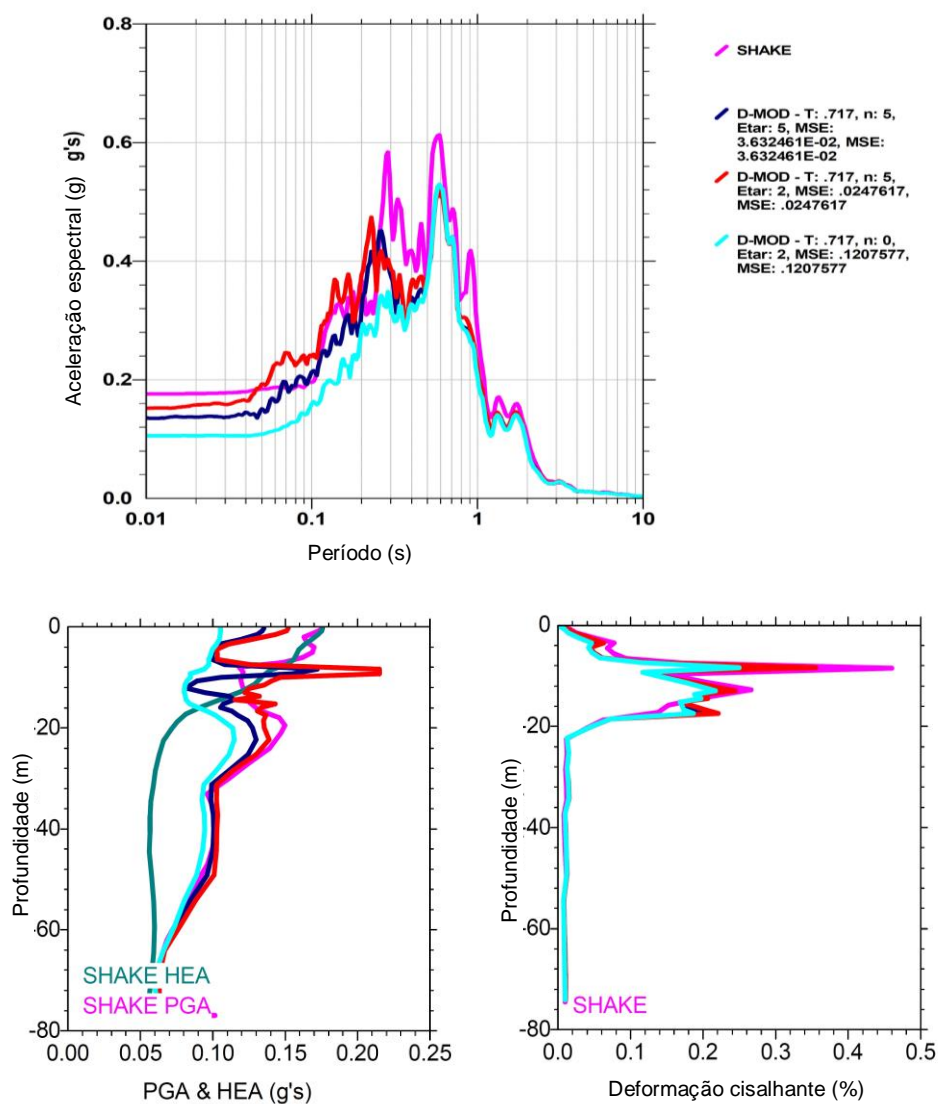 0.8
0.6
0.4
0.2
0.0
Aceleração espectral (g) g's)
0.01
0.1
1
10
Período (s)
SHAKE
D-MOD - T: .717, n: 5,
Etar: 5, MSE:
3.632461E-02, MSE:
3.632461E-02
D-MOD - T: .717, n: 5,
Etar: 2, MSE: .0247617,
MSE: .0247617
D-MOD - T: .717, n: 0,
Etar: 2, MSE: .1207577,
MSE: .1207577
0
-20
-40
-60
-80
Profundidade (m)
SHAKE HEA
SHAKE PGA
0.00
0.05
0.10
0.15
0.20
0.25
PGA & HEA (g's)
0
-20
-40
-60
-80
Profundidade (m)
SHAKE
0.0
0.1
0.2
0.3
0.4
0.5
Deformação cisalhante (%)